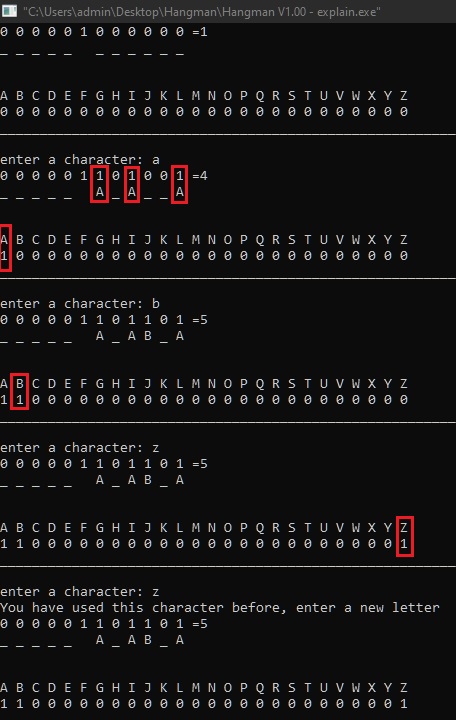 "C:\Users\admin\Desktop\Hangman\Hangman V1.00 - explain.exe"
0 0 0 0 0 1 0 0 0 0 0 0 =1
_ _ _ _ _   _ _ _ _ _ _
A B C D E F G H I J K L M N O P Q R S T U V W X Y Z
0 0 0 0 0 0 0 0 0 0 0 0 0 0 0 0 0 0 0 0 0 0 0 0 0 0
enter a character: a
0 0 0 0 0 1 1 0 1 0 0 1 =4
_ _ _ _ _   A _ A _ _ A
A B C D E F G H I J K L M N O P Q R S T U V W X Y Z
1 0 0 0 0 0 0 0 0 0 0 0 0 0 0 0 0 0 0 0 0 0 0 0 0 0
enter a character: b
0 0 0 0 0 1 1 0 1 1 0 1 =5
_ _ _ _ _   A _ A B _ A
A B C D E F G H I J K L M N O P Q R S T U V W X Y Z
1 1 0 0 0 0 0 0 0 0 0 0 0 0 0 0 0 0 0 0 0 0 0 0 0 0
enter a character: z
0 0 0 0 0 1 1 0 1 1 0 1 =5
_ _ _ _ _   A _ A B _ A
A B C D E F G H I J K L M N O P Q R S T U V W X Y Z
1 1 0 0 0 0 0 0 0 0 0 0 0 0 0 0 0 0 0 0 0 0 0 0 0 1
enter a character: z
You have used this character before, enter a new letter
0 0 0 0 0 1 1 0 1 1 0 1 =5
_ _ _ _ _   A _ A B _ A
A B C D E F G H I J K L M N O P Q R S T U V W X Y Z
1 1 0 0 0 0 0 0 0 0 0 0 0 0 0 0 0 0 0 0 0 0 0 0 0 1